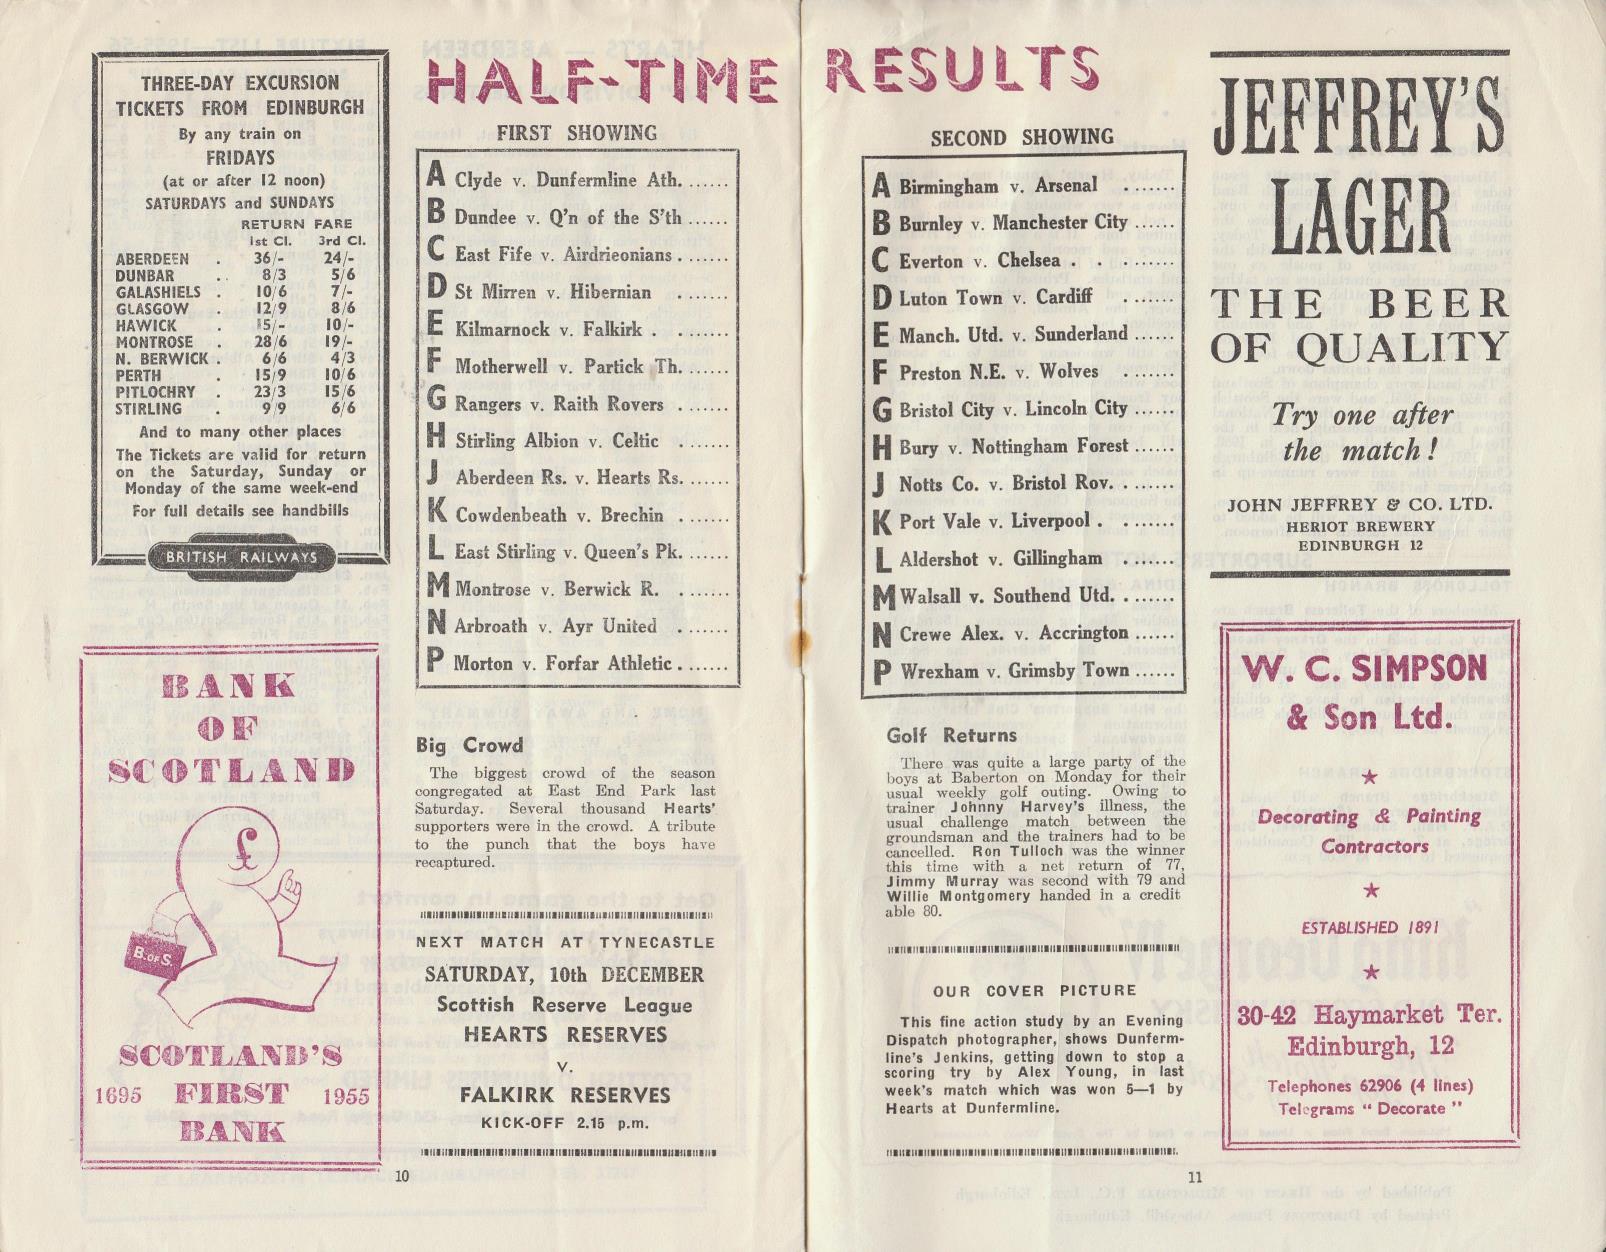 HALF-TIME RESULTS
THREE-DAY EXCURSION
TICKETS FROM EDINBURGH
By any train on
FRIDAYS
(at or after 12 noon)
SATURDAYS and SUNDAYS
RETURN FARE
1st Cl. 3rd Cl.
ABERDEEN . 36/- 24/-
DUNBAR . . 8/3 5/6
GALASHIELS . 10/6 7/-
GLASGOW . 12/9 8/6
HAWICK . 15/- 10/-
MONTROSE . 28/6 19/-
N. BERWICK . 6/6 4/3
PERTH . 15/9 10/6
PITLOCHRY . 23/3 15/6
STIRLING . 9/9 6/6
And to many other places
The Tickets are valid for return
on the Saturday, Sunday or
Monday of the same week-end
For full details see handbills
BRITISH RAILWAYS
BANK
OF
SCOTLAND
£
B. OF S.
SCOTLAND'S
1695 FIRST 1955
BANK
FIRST SHOWING
A Clyde v. Dunfermline Ath. ......
B Dundee v. Q'n of the S'th ......
C East Fife v. Airdrieonians . ......
D St Mirren v. Hibernian . ......
E Kilmarnock v. Falkirk . . ......
F Motherwell v. Partick Th. ......
G Rangers v. Raith Rovers . ......
H Stirling Albion v. Celtic . ......
J Aberdeen Rs. v. Hearts Rs. ......
K Cowdenbeath v. Brechin . ......
L East Stirling v. Queen's Pk. ......
M Montrose v. Berwick R. . ......
N Arbroath v. Ayr United . ......
P Morton v. Forfar Athletic . ......
Big Crowd
The biggest crowd of the season
congregated at East End Park last
Saturday. Several thousand Hearts'
supporters were in the crowd. A tribute
to the punch that the boys have
recaptured.
NEXT MATCH AT TYNECASTLE
SATURDAY, 10th DECEMBER
Scottish Reserve League
HEARTS RESERVES
v.
FALKIRK RESERVES
KICK-OFF 2.15 p.m.
10
SECOND SHOWING
A Birmingham v. Arsenal . ......
B Burnley v. Manchester City ......
C Everton v. Chelsea . . . ......
D Luton Town v. Cardiff . ......
E Manch. Utd. v. Sunderland ......
F Preston N.E. v. Wolves . ......
G Bristol City v. Lincoln City ......
H Bury v. Nottingham Forest ......
J Notts Co. v. Bristol Rov. . ......
K Port Vale v. Liverpool . . ......
L Aldershot v. Gillingham . ......
M Walsall v. Southend Utd. . ......
N Crewe Alex. v. Accrington ......
P Wrexham v. Grimsby Town ......
Golf Returns
There was quite a large party of the
boys at Baberton on Monday for their
usual weekly golf outing. Owing to
trainer Johnny Harvey's illness, the
usual challenge match between the
groundsman and the trainers had to be
cancelled. Ron Tulloch was the winner
this time with a net return of 77,
Jimmy Murray was second with 79 and
Willie Montgomery handed in a credit
able 80.
OUR COVER PICTURE
This fine action study by an Evening
Dispatch photographer, shows Dunferm-
line's Jenkins, getting down to stop a
scoring try by Alex Young, in last
week's match which was won 5—1 by
Hearts at Dunfermline.
11
JEFFREY'S
LAGER
THE BEER
OF QUALITY
Try one after
the match !
JOHN JEFFREY & CO. LTD.
HERIOT BREWERY
EDINBURGH 12
W. C. SIMPSON
& Son Ltd.
★
Decorating & Painting
Contractors
★
ESTABLISHED 1891
★
30-42 Haymarket Ter.
Edinburgh, 12
Telephones 62906 (4 lines)
Telegrams " Decorate "